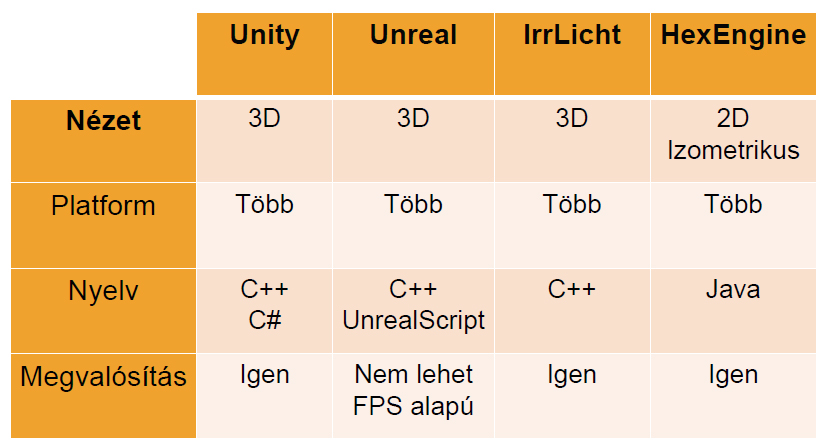 Unity Unreal IrrLicht HexEngine
Nézet 3D 3D 3D 2D
Izometrikus
Platform Több Több Több Több
Nyelv C++ C++ C++ Java
C# UnrealScript
Megvalósítás Igen Nem lehet Igen Igen
FPS alapú